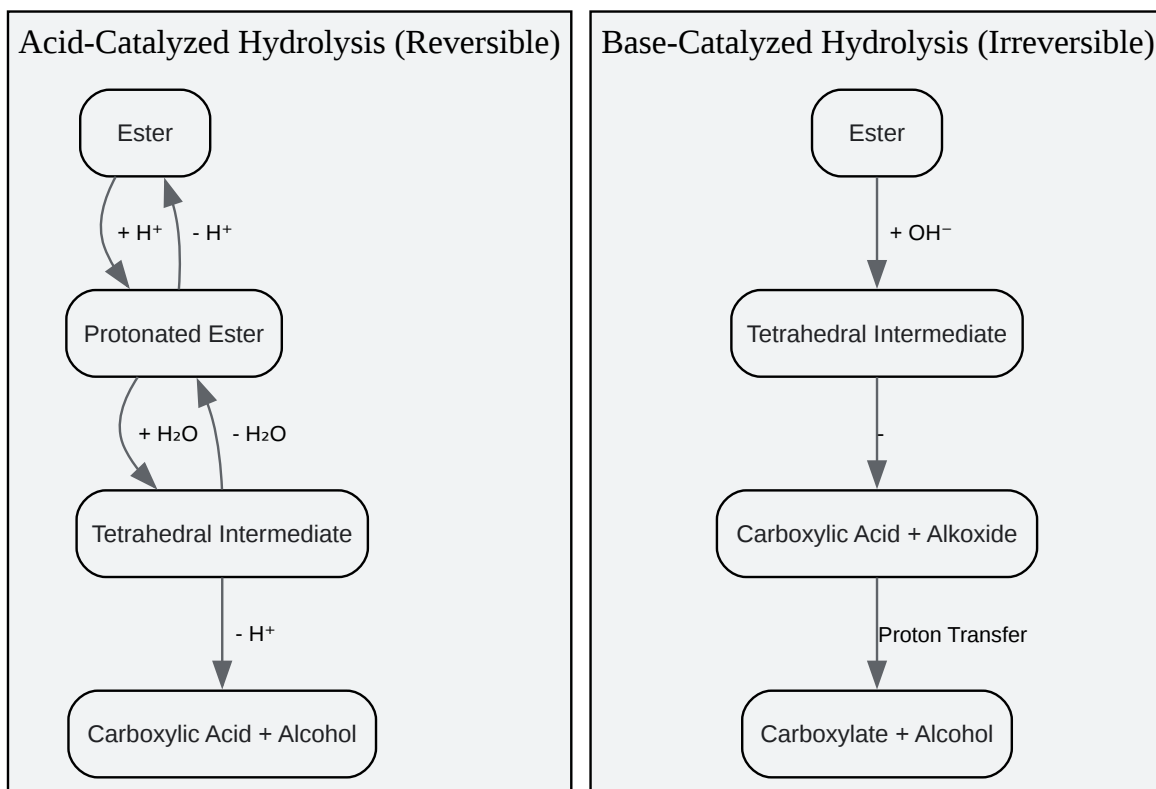 Acid-Catalyzed Hydrolysis (Reversible)
Ester
+ H⁺
- H⁺
Protonated Ester
+ H₂O
- H₂O
Tetrahedral Intermediate
- H⁺
Carboxylic Acid + Alcohol
Base-Catalyzed Hydrolysis (Irreversible)
Ester
+ OH⁻
Tetrahedral Intermediate
-
Carboxylic Acid + Alkoxide
Proton Transfer
Carboxylate + Alcohol